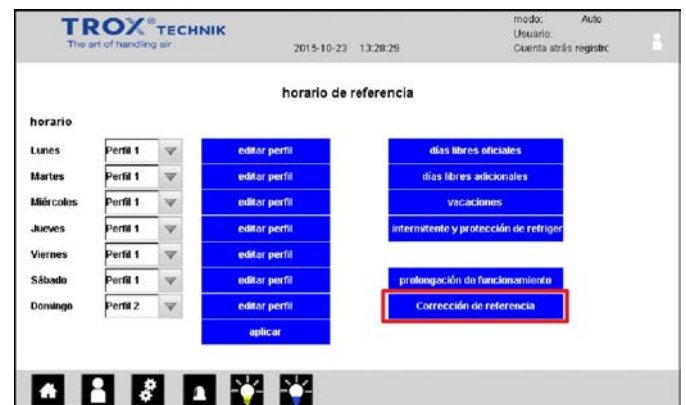 TROX® TECHNIK
The art of handling air
2015-10-23 13:28:29
modo: Auto
Usuario:
Cuenta atrás registrc
horario de referencia
horario
Lunes Perfil 1 editar perfil días libres oficiales
Martes Perfil 1 editar perfil días libres adicionales
Miércoles Perfil 1 editar perfil vacaciones
Jueves Perfil 1 editar perfil intermitente y protección de refriger
Viernes Perfil 1 editar perfil
Sábado Perfil 1 editar perfil prolongación de funcionamiento
Domingo Perfil 2 editar perfil Corrección de referencia
aplicar